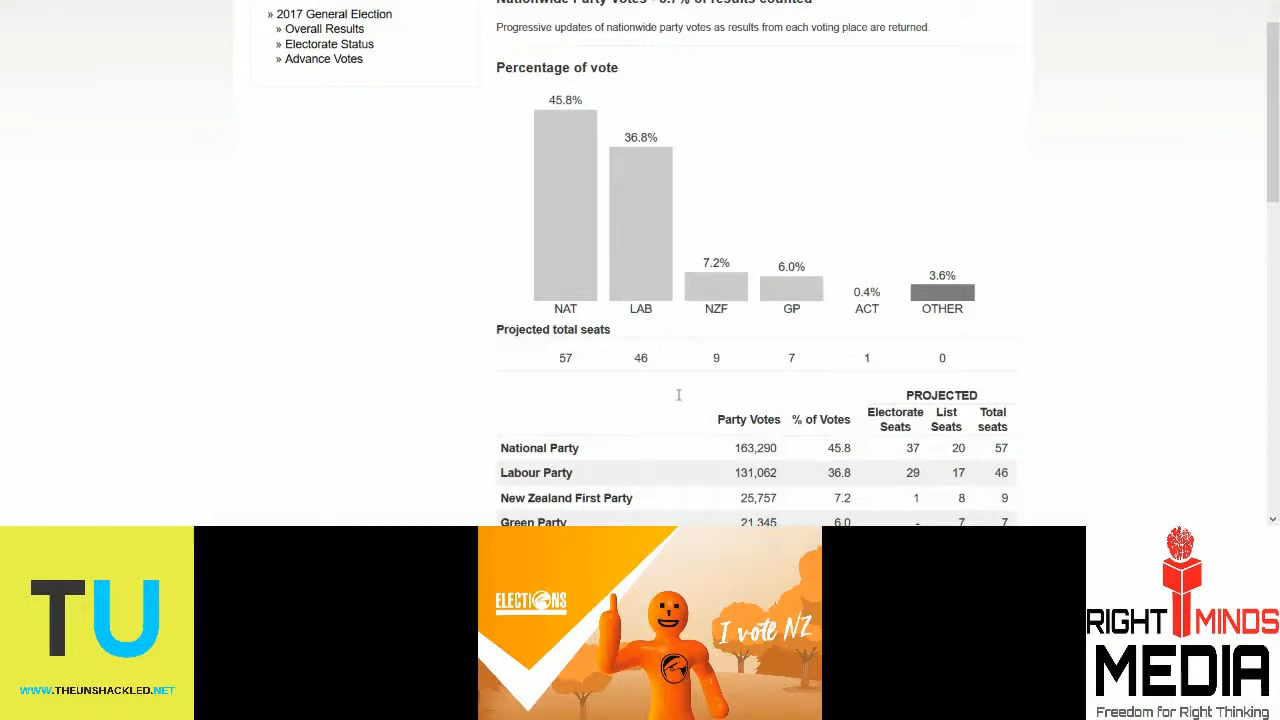 » 2017 General Election
» Overall Results
» Electorate Status
» Advance Votes
Progressive updates of nationwide party votes as results from each voting place are returned.
Percentage of vote
45.8%
36.8%
7.2%
6.0%
0.4%
3.6%
NAT LAB NZF GP ACT OTHER
Projected total seats
57 46 9 7 1 0
PROJECTED
Party Votes % of Votes Electorate Seats List Seats Total seats
National Party 163,290 45.8 37 20 57
Labour Party 131,062 36.8 29 17 46
New Zealand First Party 25,757 7.2 1 8 9
Green Party 21,345 6.0 - 7 7
TU
WWW.THEUNSHACKLED.NET
ELECTIONS
I vote NZ
RIGHT MINDS
MEDIA
Freedom for Right Thinking